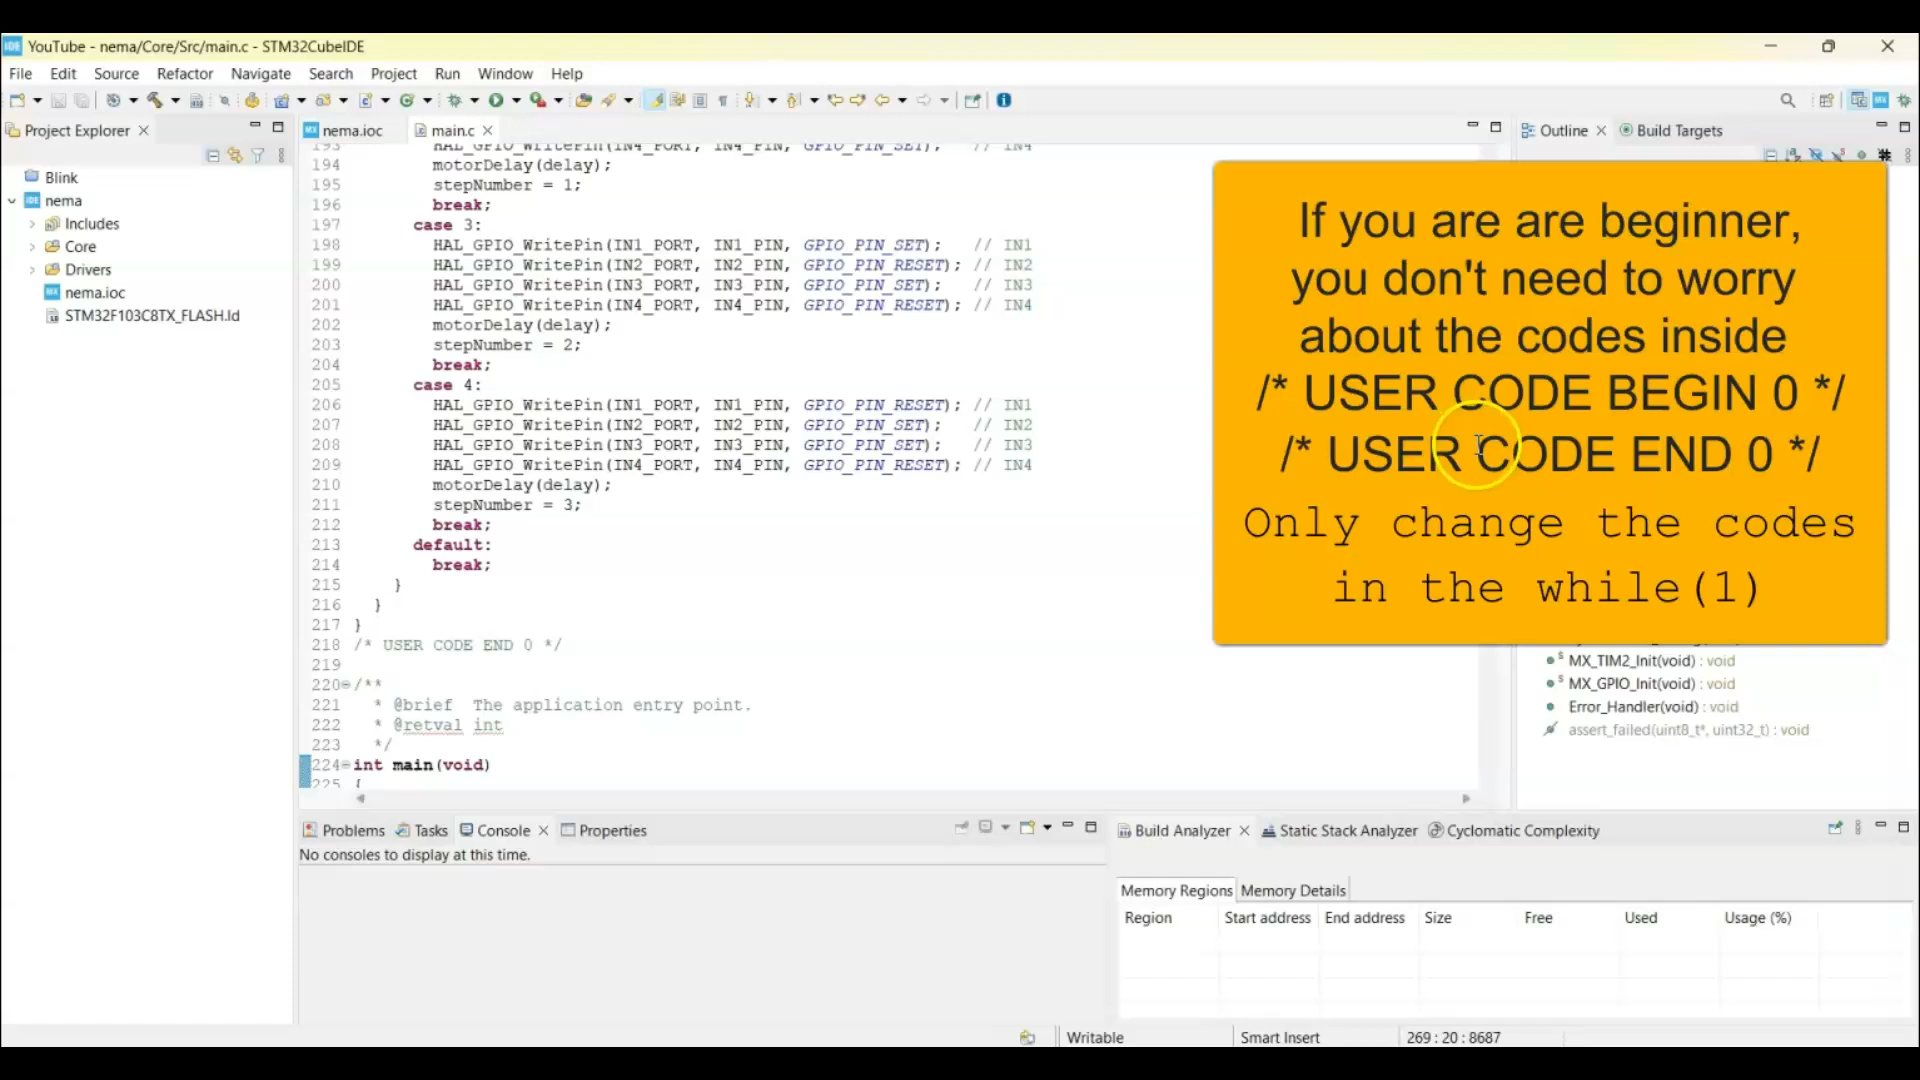 YouTube - nema/Core/Src/main.c - STM32CubeIDE
File Edit Source Refactor Navigate Search Project Run Window Help
Project Explorer
nema.ioc
main.c
Outline
Build Targets
Blink
nema
Includes
Core
Drivers
nema.ioc
STM32F103C8TX_FLASH.ld
193 HAL_GPIO_WritePin(IN4_PORT, IN4_PIN, GPIO_PIN_SET); // IN4
194 motorDelay(delay);
195 stepNumber = 1;
196 break;
197 case 3:
198 HAL_GPIO_WritePin(IN1_PORT, IN1_PIN, GPIO_PIN_SET); // IN1
199 HAL_GPIO_WritePin(IN2_PORT, IN2_PIN, GPIO_PIN_RESET); // IN2
200 HAL_GPIO_WritePin(IN3_PORT, IN3_PIN, GPIO_PIN_SET); // IN3
201 HAL_GPIO_WritePin(IN4_PORT, IN4_PIN, GPIO_PIN_RESET); // IN4
202 motorDelay(delay);
203 stepNumber = 2;
204 break;
205 case 4:
206 HAL_GPIO_WritePin(IN1_PORT, IN1_PIN, GPIO_PIN_RESET); // IN1
207 HAL_GPIO_WritePin(IN2_PORT, IN2_PIN, GPIO_PIN_SET); // IN2
208 HAL_GPIO_WritePin(IN3_PORT, IN3_PIN, GPIO_PIN_SET); // IN3
209 HAL_GPIO_WritePin(IN4_PORT, IN4_PIN, GPIO_PIN_RESET); // IN4
210 motorDelay(delay);
211 stepNumber = 3;
212 break;
213 default:
214 break;
215 }
216 }
217 }
218 /* USER CODE END 0 */
219
220 /**
221 * @brief The application entry point.
222 * @retval int
223 */
224 int main(void)
225 {
If you are are beginner,
you don't need to worry
about the codes inside
/* USER CODE BEGIN 0 */
/* USER CODE END 0 */
Only change the codes
in the while(1)
MX_TIM2_Init(void) : void
MX_GPIO_Init(void) : void
Error_Handler(void) : void
assert_failed(uint8_t*, uint32_t) : void
Problems Tasks Console Properties
No consoles to display at this time.
Build Analyzer Static Stack Analyzer Cyclomatic Complexity
Memory Regions Memory Details
Region Start address End address Size Free Used Usage (%)
Writable Smart Insert 269 : 20 : 8687